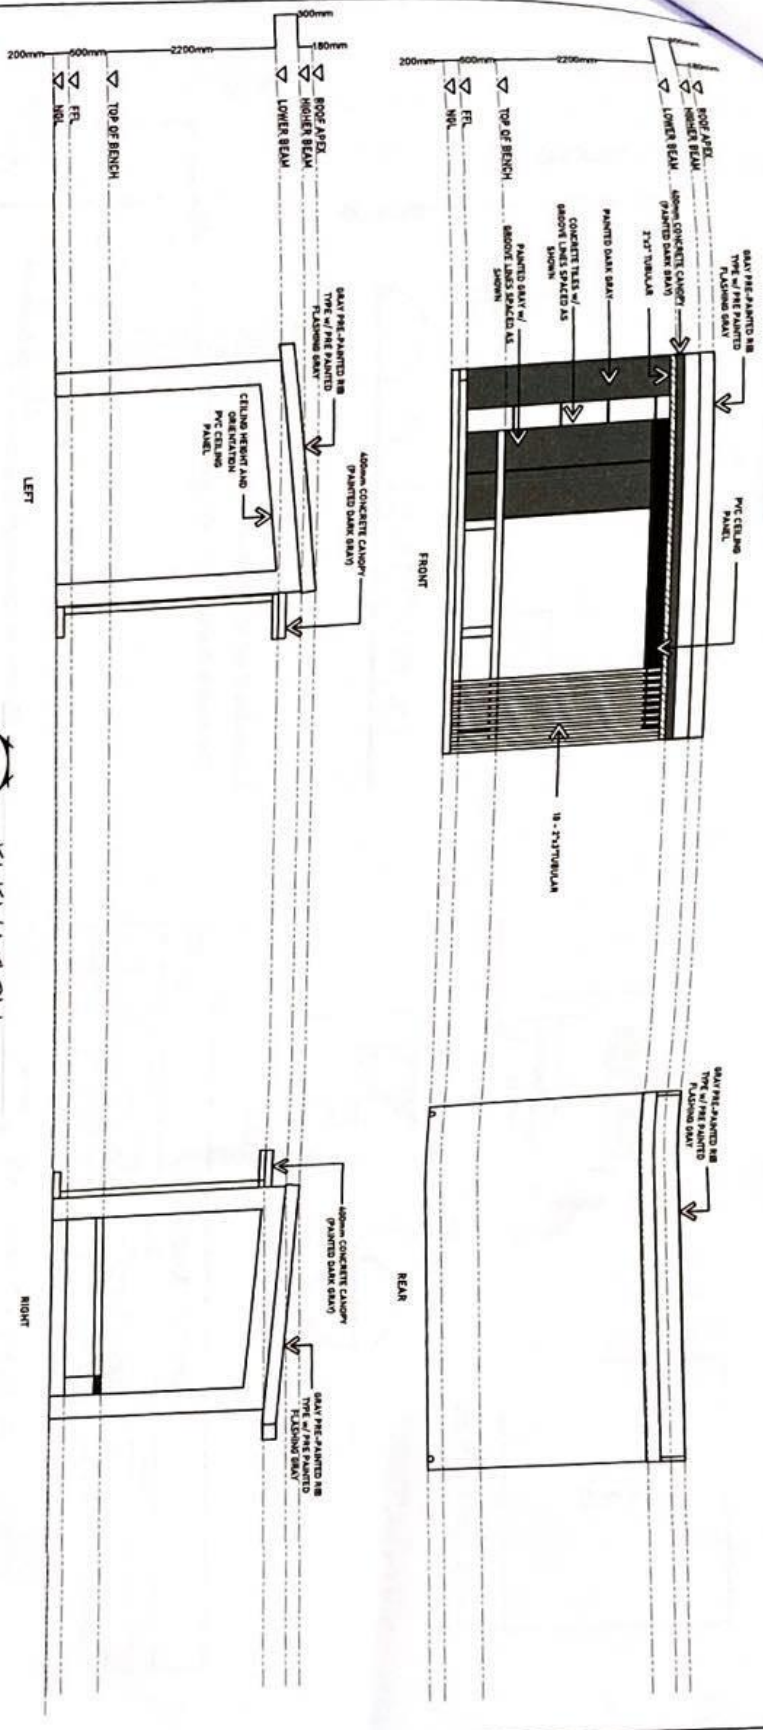 ROOF APEX
HIGHER BEAM
LOWER BEAM
TOP OF BENCH
FFL
NGL
180mm
2200mm
200mm
GRAY PRE-PAINTED RIB
TYPE w/ PRE PAINTED
FLASHING GRAY
400mm CONCRETE CANOPY
(PAINTED DARK GRAY)
2"x3" TUBULAR
PAINTED DARK GRAY
CONCRETE TILES w/
GROOVE LINES SPACED AS
SHOWN
PAINTED GRAY w/
GROOVE LINES SPACED AS
SHOWN
PVC CEILING
PANEL
18 - 2"x3"TUBULAR
FRONT
GRAY PRE-PAINTED RIB
TYPE w/ PRE PAINTED
FLASHING GRAY
REAR
300mm
180mm
2200mm
200mm
ROOF APEX
HIGHER BEAM
LOWER BEAM
TOP OF BENCH
FFL
NGL
GRAY PRE-PAINTED RIB
TYPE w/ PRE PAINTED
FLASHING GRAY
400mm CONCRETE CANOPY
(PAINTED DARK GRAY)
CEILING HEIGHT AND
ORIENTATION
PVC CEILING
PANEL
LEFT
400mm CONCRETE CANOPY
(PAINTED DARK GRAY)
GRAY PRE-PAINTED RIB
TYPE w/ PRE PAINTED
FLASHING GRAY
RIGHT